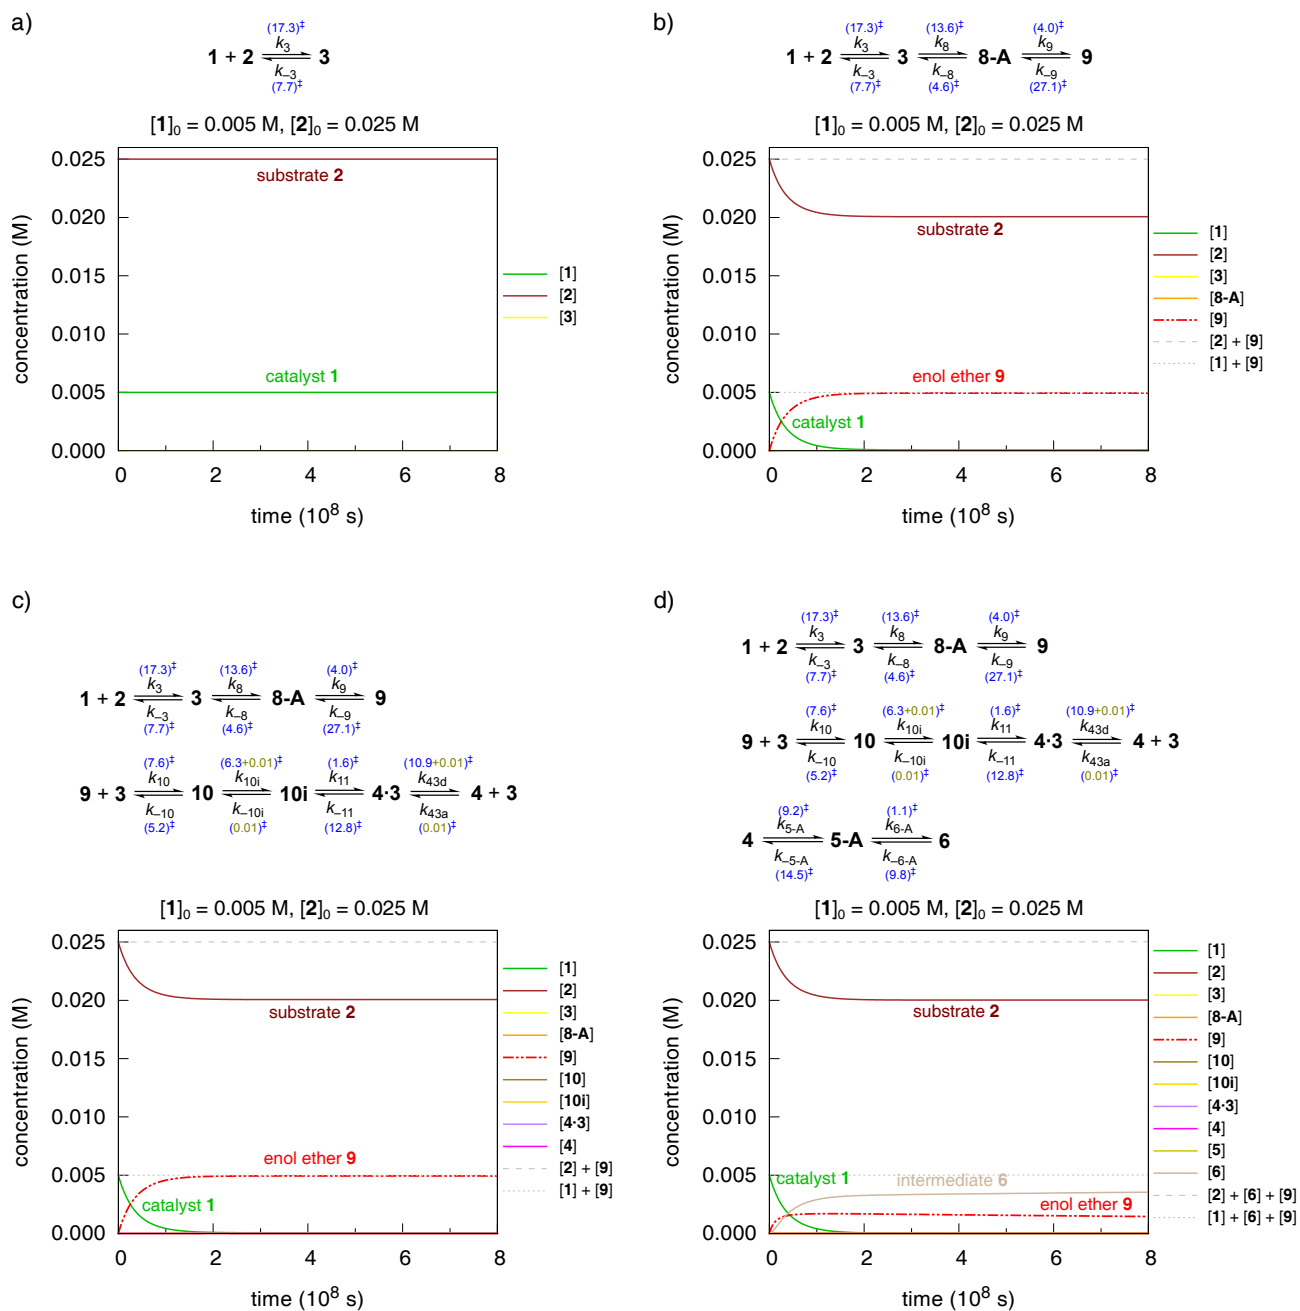 a)
(17.3)‡
k3
1 + 2 ⇌ 3
k–3
(7.7)‡
[1]0 = 0.005 M, [2]0 = 0.025 M
concentration (M)
0.025
0.020
0.015
0.010
0.005
0.000
substrate 2
catalyst 1
[1]
[2]
[3]
0 2 4 6 8
time (10^8 s)
b)
(17.3)‡ (13.6)‡ (4.0)‡
k3 k8 k9
1 + 2 ⇌ 3 ⇌ 8-A ⇌ 9
k–3 k–8 k–9
(7.7)‡ (4.6)‡ (27.1)‡
[1]0 = 0.005 M, [2]0 = 0.025 M
concentration (M)
0.025
0.020
0.015
0.010
0.005
0.000
substrate 2
enol ether 9
catalyst 1
[1]
[2]
[3]
[8-A]
[9]
[2] + [9]
[1] + [9]
0 2 4 6 8
time (10^8 s)
c)
(17.3)‡ (13.6)‡ (4.0)‡
k3 k8 k9
1 + 2 ⇌ 3 ⇌ 8-A ⇌ 9
k–3 k–8 k–9
(7.7)‡ (4.6)‡ (27.1)‡
(7.6)‡ (6.3+0.01)‡ (1.6)‡ (10.9+0.01)‡
k10 k10i k11 k43d
9 + 3 ⇌ 10 ⇌ 10i ⇌ 4·3 ⇌ 4 + 3
k–10 k–10i k–11 k43a
(5.2)‡ (0.01)‡ (12.8)‡ (0.01)‡
[1]0 = 0.005 M, [2]0 = 0.025 M
concentration (M)
0.025
0.020
0.015
0.010
0.005
0.000
substrate 2
enol ether 9
catalyst 1
[1]
[2]
[3]
[8-A]
[9]
[10]
[10i]
[4·3]
[4]
[2] + [9]
[1] + [9]
0 2 4 6 8
time (10^8 s)
d)
(17.3)‡ (13.6)‡ (4.0)‡
k3 k8 k9
1 + 2 ⇌ 3 ⇌ 8-A ⇌ 9
k–3 k–8 k–9
(7.7)‡ (4.6)‡ (27.1)‡
(7.6)‡ (6.3+0.01)‡ (1.6)‡ (10.9+0.01)‡
k10 k10i k11 k43d
9 + 3 ⇌ 10 ⇌ 10i ⇌ 4·3 ⇌ 4 + 3
k–10 k–10i k–11 k43a
(5.2)‡ (0.01)‡ (12.8)‡ (0.01)‡
(9.2)‡ (1.1)‡
k5-A k6-A
4 ⇌ 5-A ⇌ 6
k–5-A k–6-A
(14.5)‡ (9.8)‡
[1]0 = 0.005 M, [2]0 = 0.025 M
concentration (M)
0.025
0.020
0.015
0.010
0.005
0.000
substrate 2
catalyst 1
intermediate 6
enol ether 9
[1]
[2]
[3]
[8-A]
[9]
[10]
[10i]
[4·3]
[4]
[5]
[6]
[2] + [6] + [9]
[1] + [6] + [9]
0 2 4 6 8
time (10^8 s)